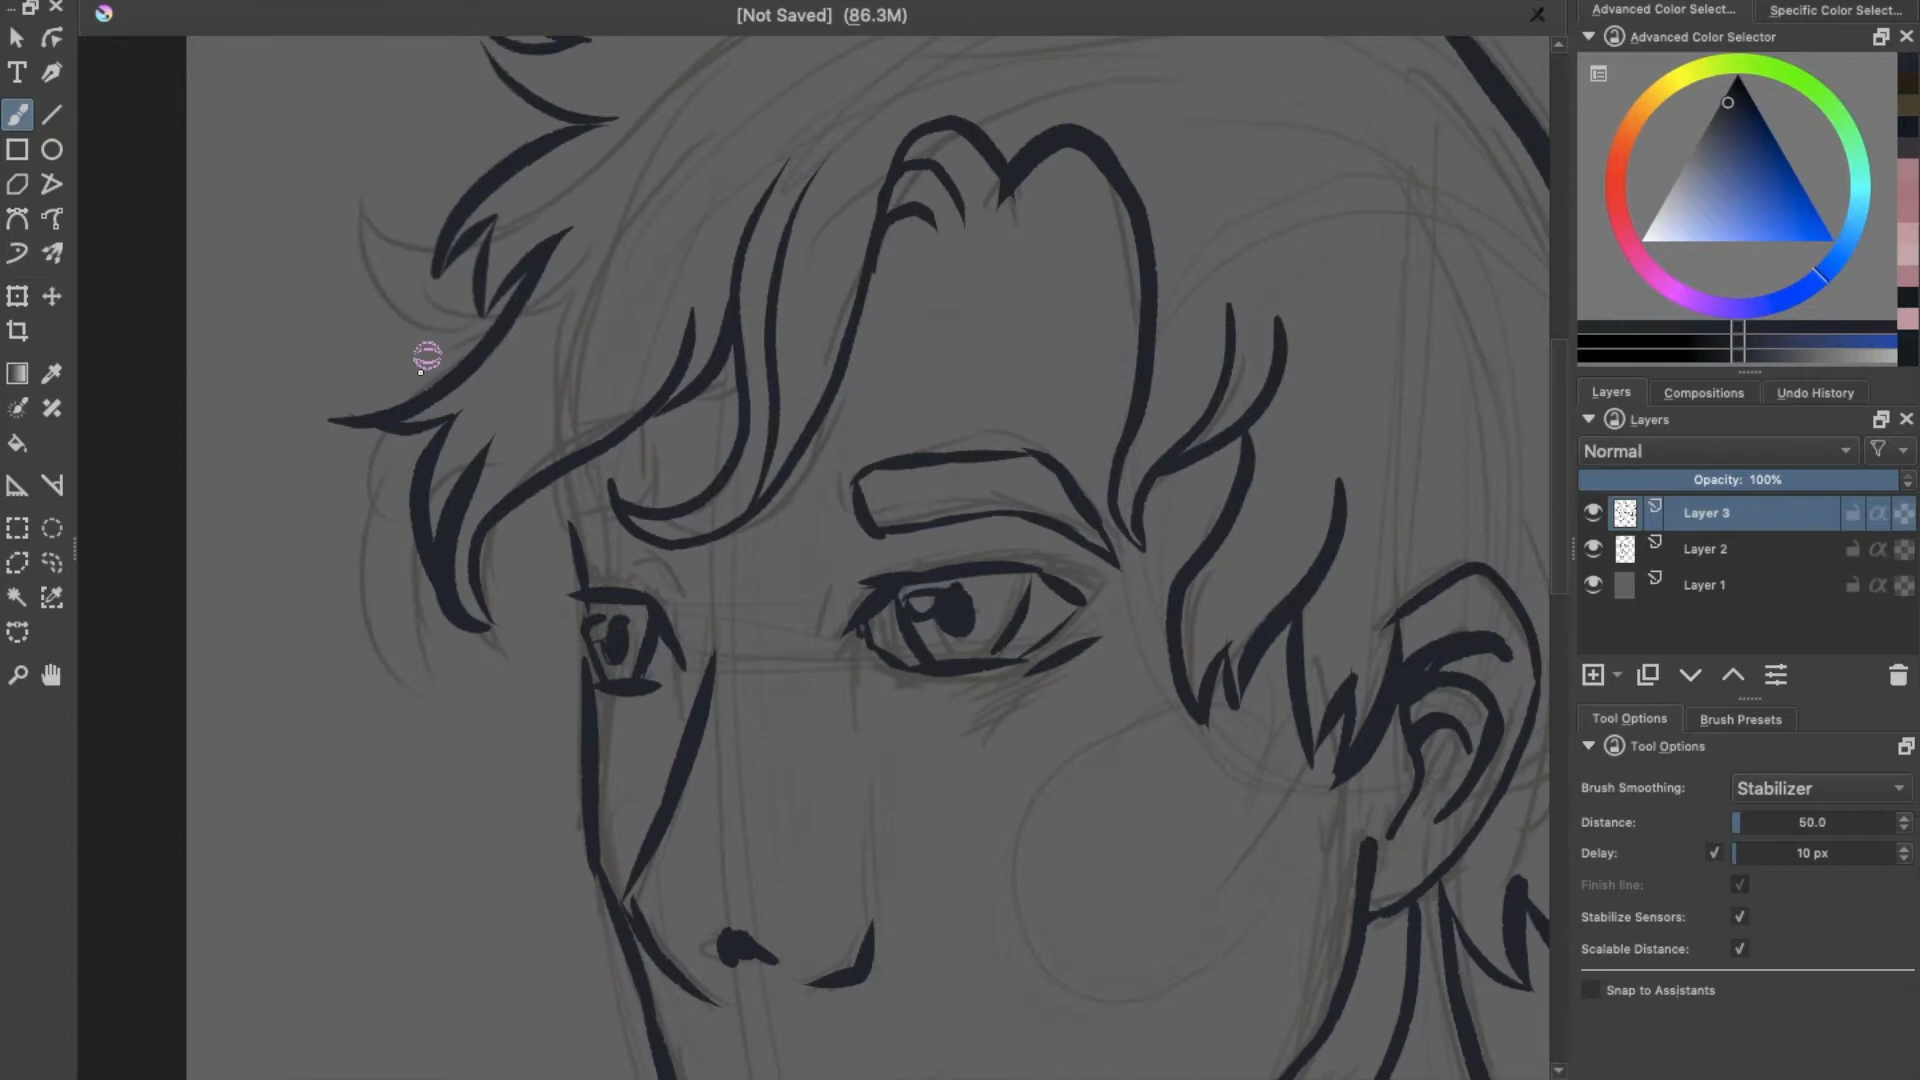 [Not Saved] (86.3M)
Advanced Color Select... Specific Color Select...
Advanced Color Selector
Layers Compositions Undo History
Layers
Normal
Opacity: 100%
Layer 3
Layer 2
Layer 1
Tool Options Brush Presets
Tool Options
Brush Smoothing: Stabilizer
Distance: 50.0
Delay: 10 px
Finish line:
Stabilize Sensors:
Scalable Distance:
Snap to Assistants